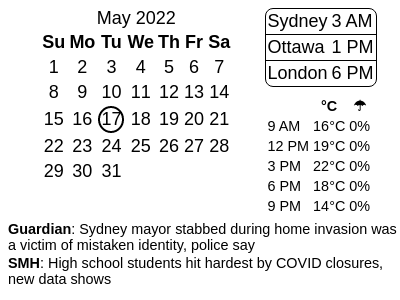 May 2022
Su Mo Tu We Th Fr Sa
1 2 3 4 5 6 7
8 9 10 11 12 13 14
15 16 17 18 19 20 21
22 23 24 25 26 27 28
29 30 31
Sydney 3 AM
Ottawa 1 PM
London 6 PM
°C ☂
9 AM 16°C 0%
12 PM 19°C 0%
3 PM 22°C 0%
6 PM 18°C 0%
9 PM 14°C 0%
Guardian: Sydney mayor stabbed during home invasion was
a victim of mistaken identity, police say
SMH: High school students hit hardest by COVID closures,
new data shows